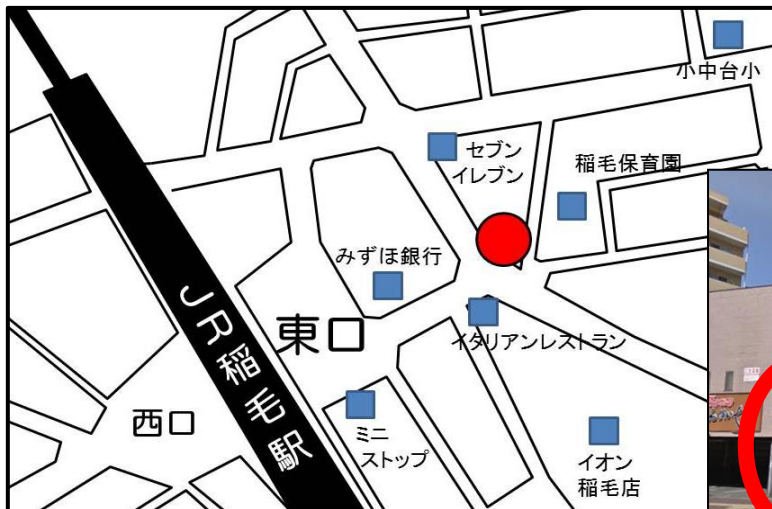 小中台小
セブン
イレブン
稲毛保育園
みずほ銀行
東口
イタリアンレストラン
JR稲毛駅
西口
ミニ
ストップ
イオン
稲毛店